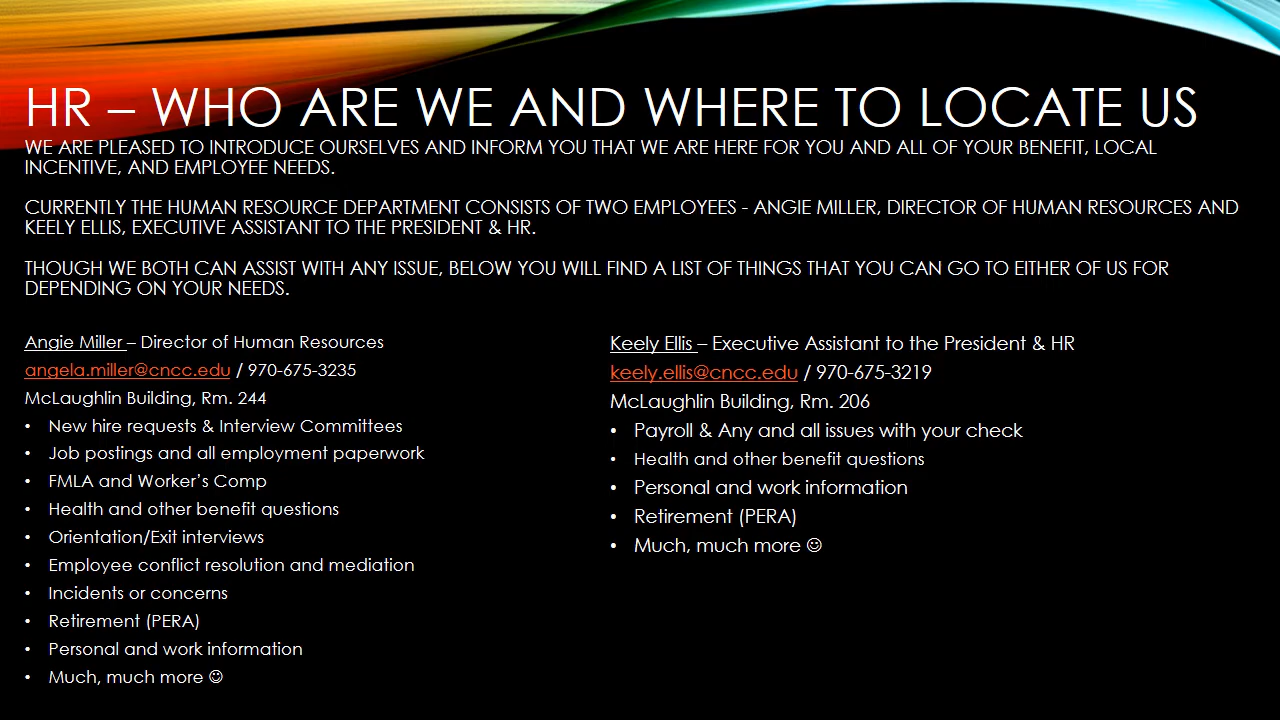 HR – WHO ARE WE AND WHERE TO LOCATE US
WE ARE PLEASED TO INTRODUCE OURSELVES AND INFORM YOU THAT WE ARE HERE FOR YOU AND ALL OF YOUR BENEFIT, LOCAL
INCENTIVE, AND EMPLOYEE NEEDS.
CURRENTLY THE HUMAN RESOURCE DEPARTMENT CONSISTS OF TWO EMPLOYEES - ANGIE MILLER, DIRECTOR OF HUMAN RESOURCES AND
KEELY ELLIS, EXECUTIVE ASSISTANT TO THE PRESIDENT & HR.
THOUGH WE BOTH CAN ASSIST WITH ANY ISSUE, BELOW YOU WILL FIND A LIST OF THINGS THAT YOU CAN GO TO EITHER OF US FOR
DEPENDING ON YOUR NEEDS.
Angie Miller – Director of Human Resources
angela.miller@cncc.edu / 970-675-3235
McLaughlin Building, Rm. 244
• New hire requests & Interview Committees
• Job postings and all employment paperwork
• FMLA and Worker's Comp
• Health and other benefit questions
• Orientation/Exit interviews
• Employee conflict resolution and mediation
• Incidents or concerns
• Retirement (PERA)
• Personal and work information
• Much, much more ☺
Keely Ellis – Executive Assistant to the President & HR
keely.ellis@cncc.edu / 970-675-3219
McLaughlin Building, Rm. 206
• Payroll & Any and all issues with your check
• Health and other benefit questions
• Personal and work information
• Retirement (PERA)
• Much, much more ☺